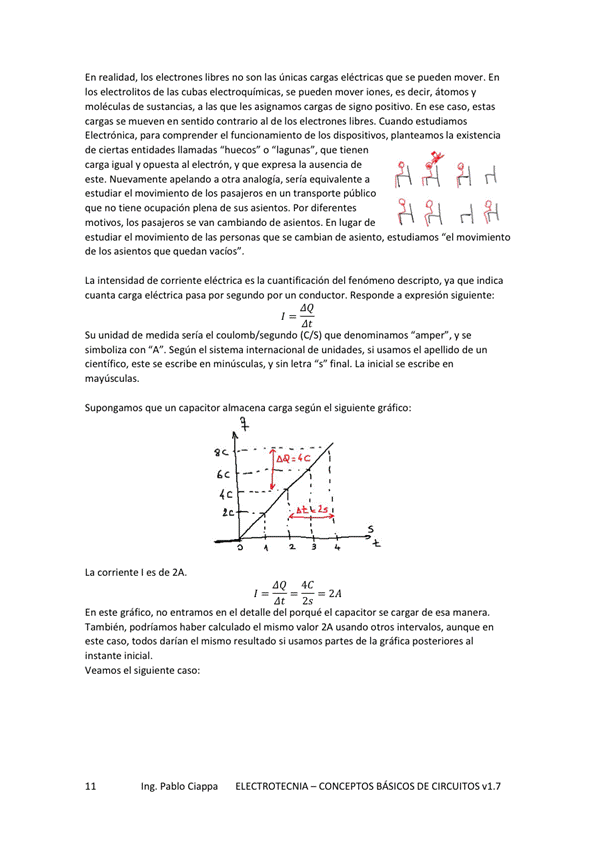 En realidad, los electrones libres no son las únicas cargas eléctricas que se pueden mover. En
los electrolitos de las cubas electroquímicas, se pueden mover iones, es decir, átomos y
moléculas de sustancias, a las que les asignamos cargas de signo positivo. En ese caso, estas
cargas se mueven en sentido contrario al de los electrones libres. Cuando estudiamos
Electrónica, para comprender el funcionamiento de los dispositivos, planteamos la existencia
de ciertas entidades llamadas “huecos” o “lagunas”, que tienen
carga igual y opuesta al electrón, y que expresa la ausencia de
este. Nuevamente apelando a otra analogía, sería equivalente a
estudiar el movimiento de los pasajeros en un transporte público
que no tiene ocupación plena de sus asientos. Por diferentes
motivos, los pasajeros se van cambiando de asientos. En lugar de
estudiar el movimiento de las personas que se cambian de asiento, estudiamos “el movimiento
de los asientos que quedan vacíos”.
La intensidad de corriente eléctrica es la cuantificación del fenómeno descripto, ya que indica
cuanta carga eléctrica pasa por segundo por un conductor. Responde a expresión siguiente:
I = ΔQ/Δt
Su unidad de medida sería el coulomb/segundo (C/S) que denominamos “amper”, y se
simboliza con “A”. Según el sistema internacional de unidades, si usamos el apellido de un
científico, este se escribe en minúsculas, y sin letra “s” final. La inicial se escribe en
mayúsculas.
Supongamos que un capacitor almacena carga según el siguiente gráfico:
q
8C
ΔQ=4C
6C
4C
2C
Δt=2s
0 1 2 3 4
s
t
La corriente I es de 2A.
I = ΔQ/Δt = 4C/2s = 2A
En este gráfico, no entramos en el detalle del porqué el capacitor se cargar de esa manera.
También, podríamos haber calculado el mismo valor 2A usando otros intervalos, aunque en
este caso, todos darían el mismo resultado si usamos partes de la gráfica posteriores al
instante inicial.
Veamos el siguiente caso:
11 Ing. Pablo Ciappa ELECTROTECNIA – CONCEPTOS BÁSICOS DE CIRCUITOS v1.7